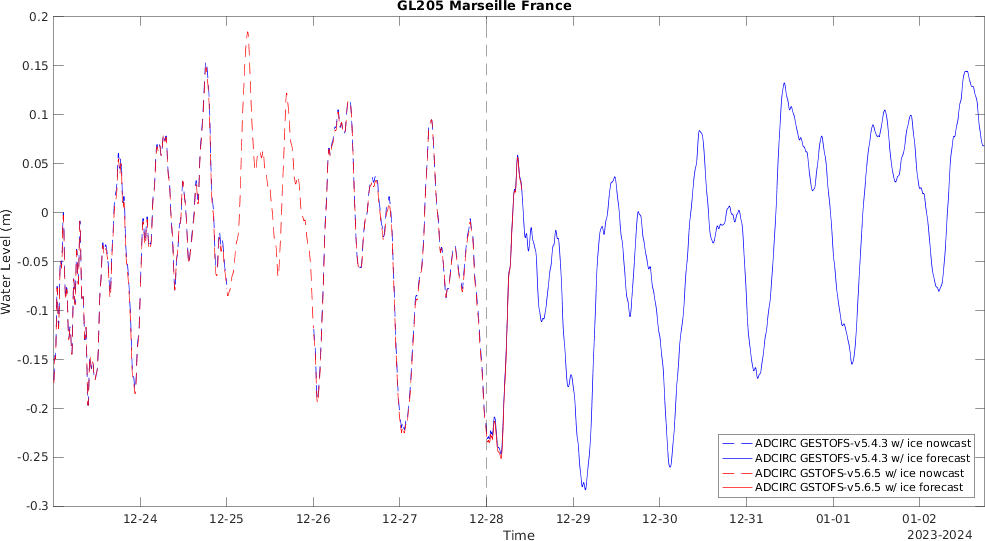 GL205 Marseille France
0.2
0.15
0.1
0.05
0
-0.05
-0.1
-0.15
-0.2
-0.25
-0.3
Water Level (m)
ADCIRC GESTOFS-v5.4.3 w/ ice nowcast
ADCIRC GESTOFS-v5.4.3 w/ ice forecast
ADCIRC GSTOFS-v5.6.5 w/ ice nowcast
ADCIRC GSTOFS-v5.6.5 w/ ice forecast
12-24 12-25 12-26 12-27 12-28 12-29 12-30 12-31 01-01 01-02
Time
2023-2024